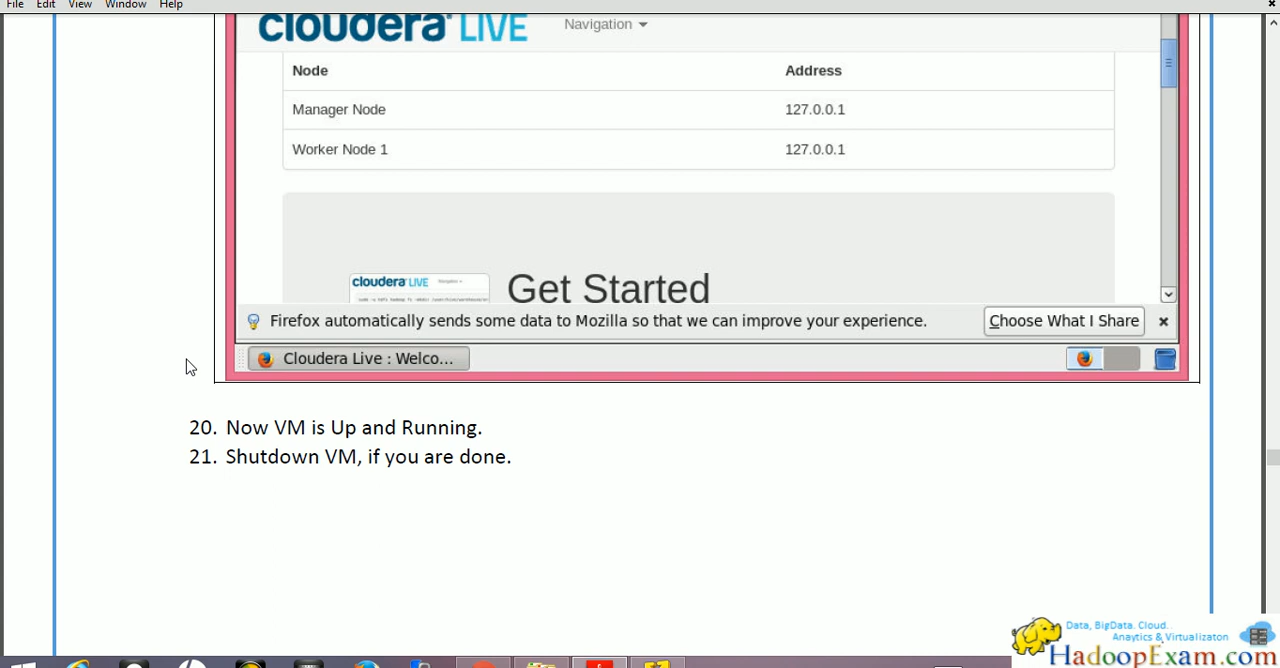 File Edit View Window Help
cloudera LIVE Navigation
Node Address
Manager Node 127.0.0.1
Worker Node 1 127.0.0.1
cloudera LIVE Navigation
Get Started
Firefox automatically sends some data to Mozilla so that we can improve your experience. Choose What I Share
Cloudera Live : Welco...
20. Now VM is Up and Running.
21. Shutdown VM, if you are done.
Data, BigData. Cloud.
Anaytics & Virtualizaton
HadoopExam.com